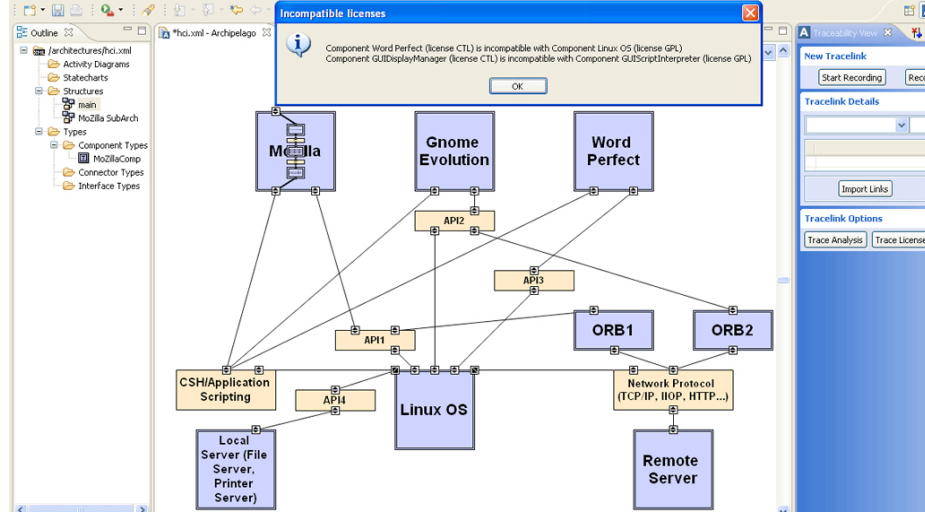 Incompatible licenses
Component Word Perfect (license CTL) is incompatible with Component Linux OS (license GPL)
Component GUIDisplayManager (license CTL) is incompatible with Component GUIScriptInterpreter (license GPL)
OK
Outline
/architectures/hci.xml
Activity Diagrams
Statecharts
Structures
main
MoZilla SubArch
Types
Component Types
MoZillaComp
Connector Types
Interface Types
*hci.xml - Archipelago
Gnome
Evolution
Word
Perfect
API2
API3
API1
ORB1
ORB2
CSH/Application
Scripting
API4
Linux OS
Network Protocol
(TCP/IP, IIOP, HTTP...)
Local
Server (File
Server,
Printer
Server)
Remote
Server
Traceability View
New Tracelink
Start Recording
Tracelink Details
Import Links
Tracelink Options
Trace Analysis
Trace License